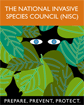 THE NATIONAL INVASIVE
SPECIES COUNCIL (NISC)
PREPARE, PREVENT, PROTECT